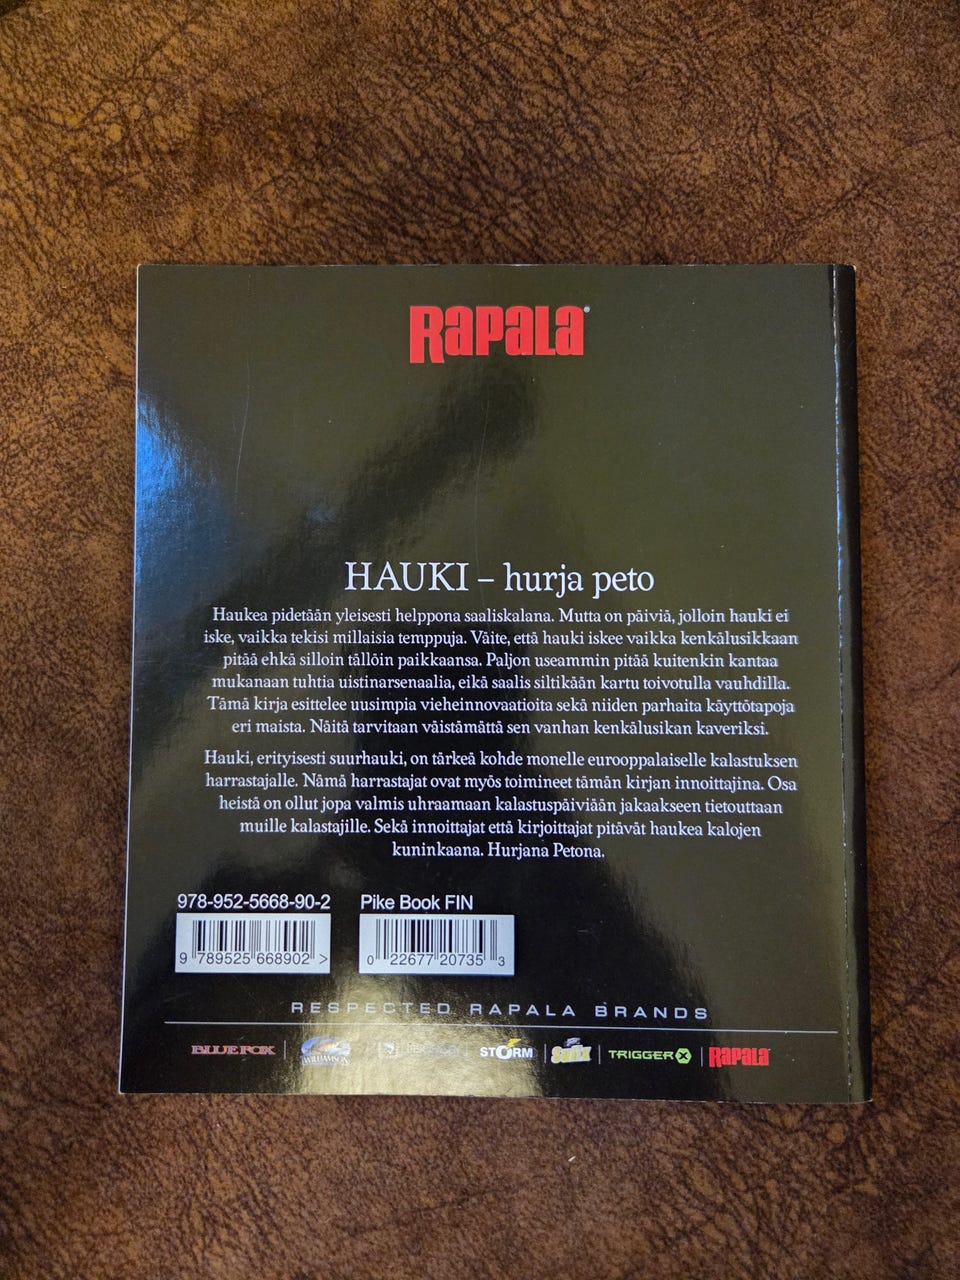 Rapala®
HAUKI – hurja peto
Haukea pidetään yleisesti helppona saaliskalana. Mutta on päiviä, jolloin hauki ei
iske, vaikka tekisi millaisia temppuja. Väite, että hauki iskee vaikka kenkälusikkaan
pitää ehkä silloin tällöin paikkaansa. Paljon useammin pitää kuitenkin kantaa
mukanaan tuhtia uistinarsenaalia, eikä saalis siltikään kartu toivotulla vauhdilla.
Tämä kirja esittelee uusimpia vieheinnovaatioita sekä niiden parhaita käyttötapoja
eri maista. Näitä tarvitaan väistämättä sen vanhan kenkälusikan kaveriksi.
Hauki, erityisesti suurhauki, on tärkeä kohde monelle eurooppalaiselle kalastuksen
harrastajalle. Nämä harrastajat ovat myös toimineet tämän kirjan innoittajina. Osa
heistä on ollut jopa valmis uhraamaan kalastuspäiviään jakaakseen tietouttaan
muille kalastajille. Sekä innoittajat että kirjoittajat pitävät haukea kalojen
kuninkaana. Hurjana Petona.
978-952-5668-90-2 Pike Book FIN
9 789525 668902 > 0 22677 20735 3
RESPECTED RAPALA BRANDS
BLUE FOX WILLIAMSON STORM Sufix TRIGGER X Rapala